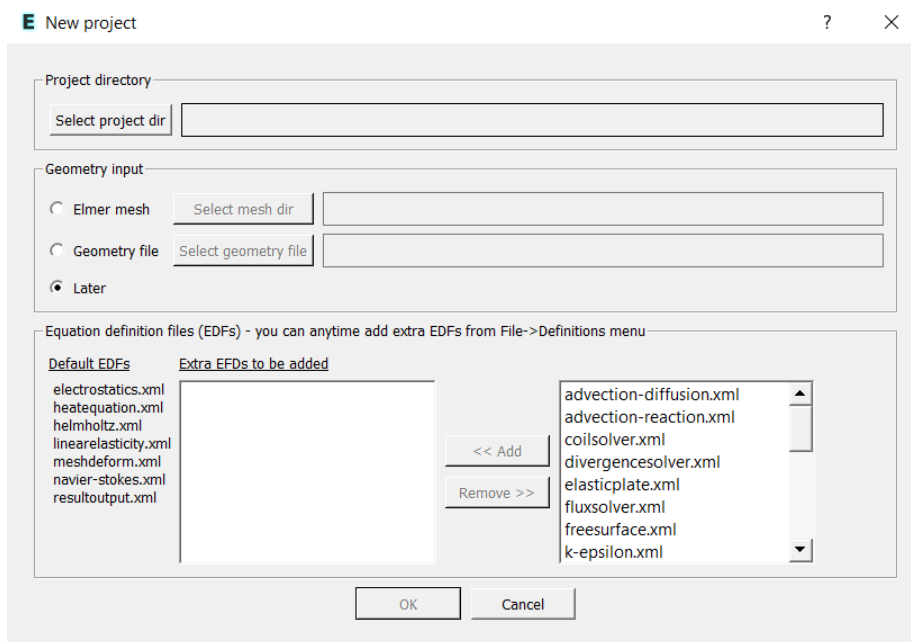 E New project ? ×
Project directory
Select project dir
Geometry input
Elmer mesh Select mesh dir
Geometry file Select geometry file
Later
Equation definition files (EDFs) - you can anytime add extra EDFs from File->Definitions menu
Default EDFs
electrostatics.xml
heatequation.xml
helmholtz.xml
linearelasticity.xml
meshdeform.xml
navier-stokes.xml
resultoutput.xml
Extra EFDs to be added
<< Add
Remove >>
advection-diffusion.xml
advection-reaction.xml
coilsolver.xml
divergencesolver.xml
elasticplate.xml
fluxsolver.xml
freesurface.xml
k-epsilon.xml
OK Cancel